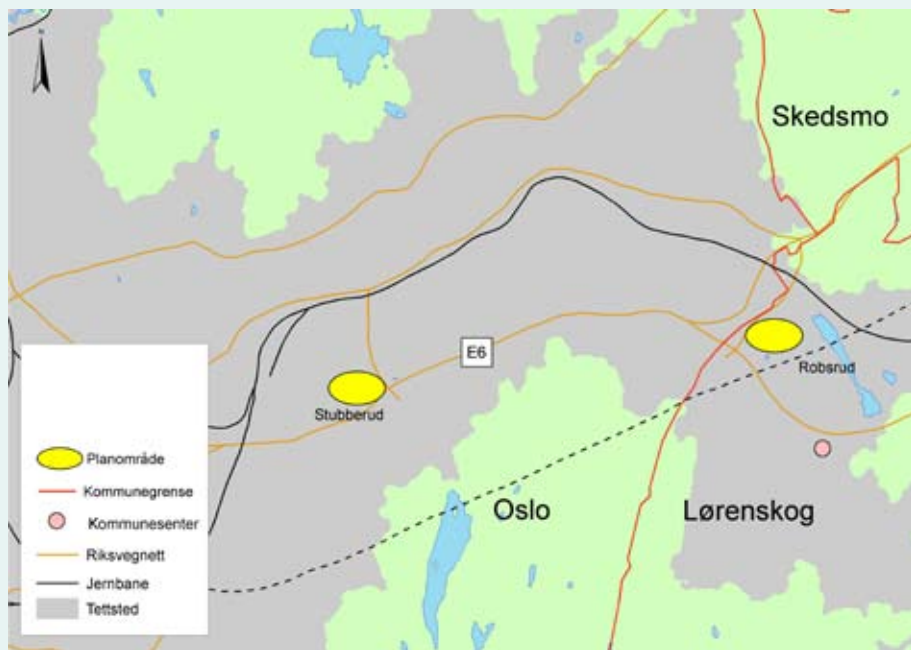 Skedsmo
E6
Robsrud
Stubberud
Oslo
Lørenskog
Planområde
Kommunegrense
Kommunesenter
Riksvegnett
Jernbane
Tettsted